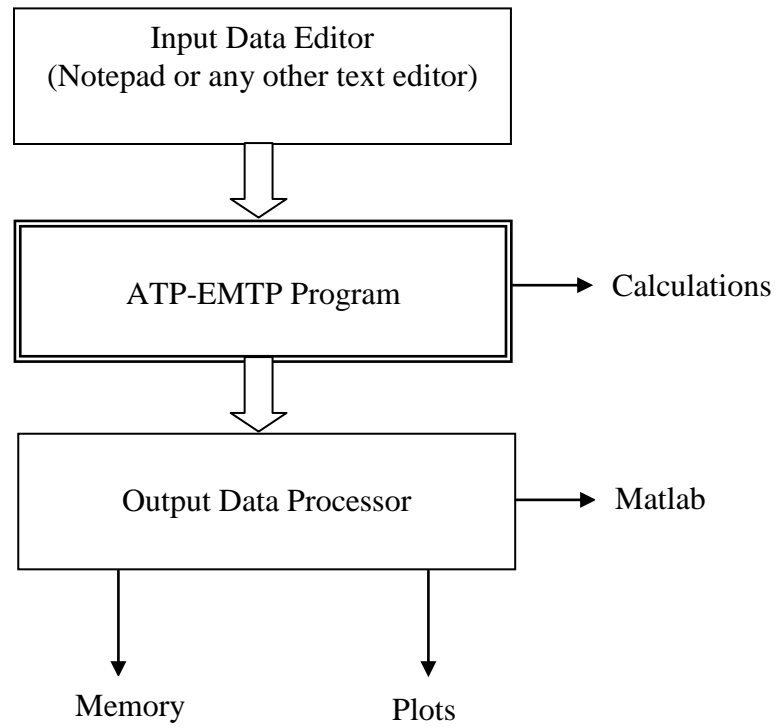 Input Data Editor
(Notepad or any other text editor)
ATP-EMTP Program
Calculations
Output Data Processor
Matlab
Memory
Plots